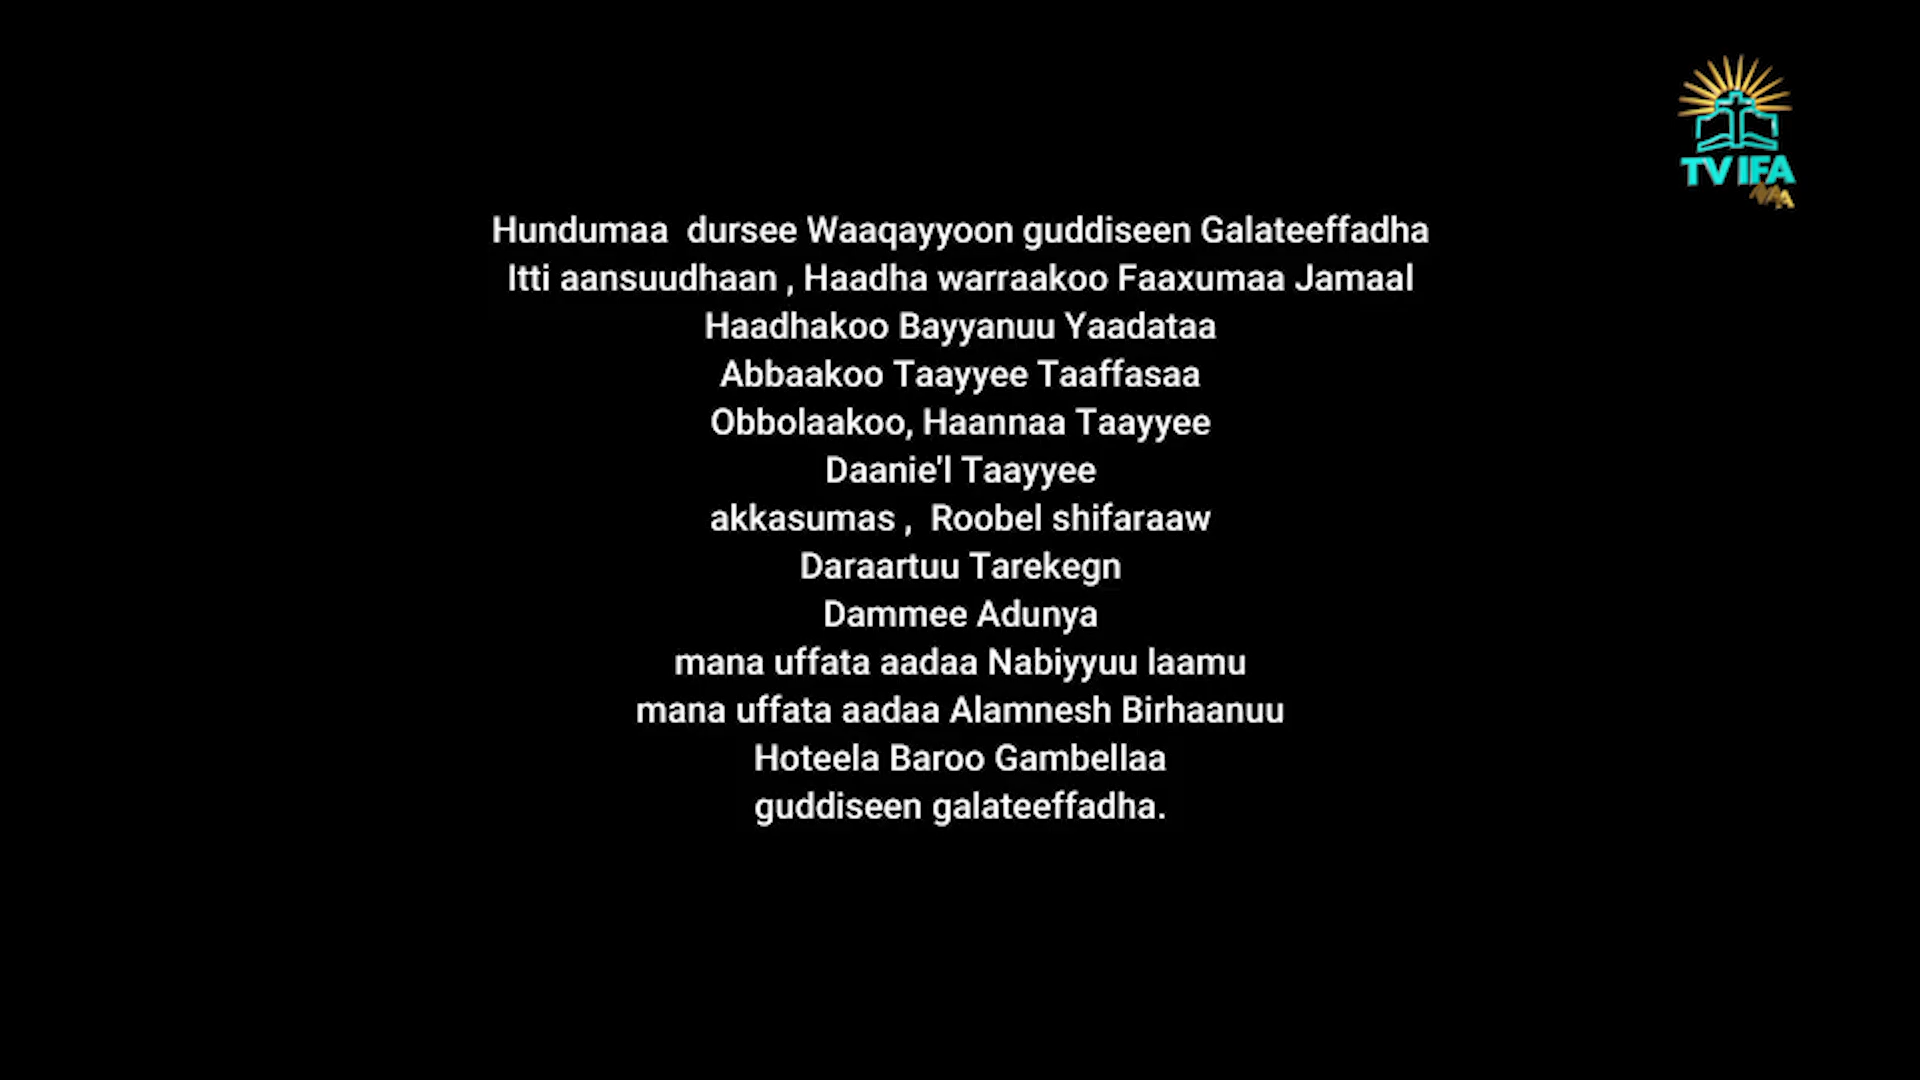 TV IFA
NAA
Hundumaa  dursee Waaqayyoon guddiseen Galateeffadha
Itti aansuudhaan , Haadha warraakoo Faaxumaa Jamaal
Haadhakoo Bayyanuu Yaadataa
Abbaakoo Taayyee Taaffasaa
Obbolaakoo, Haannaa Taayyee
Daanie'l Taayyee
akkasumas ,  Roobel shifaraaw
Daraartuu Tarekegn
Dammee Adunya
mana uffata aadaa Nabiyyuu laamu
mana uffata aadaa Alamnesh Birhaanuu
Hoteela Baroo Gambellaa
guddiseen galateeffadha.